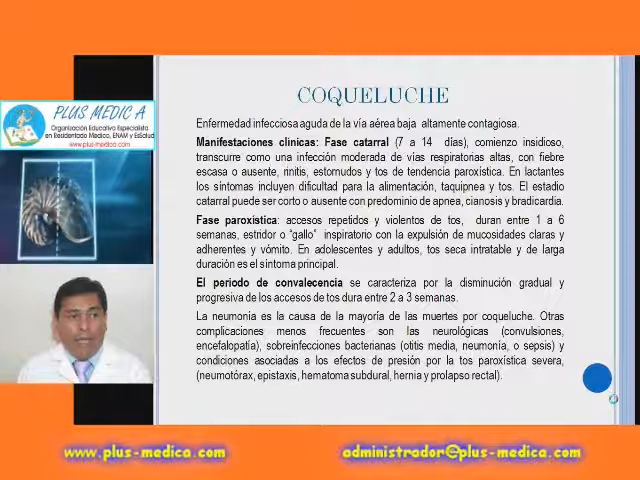 COQUELUCHE
PLUS MEDIC A
Organización Educativa Especialista
en Residentado Medico, ENAM y EsSalud
www.plus-medica.com
Enfermedad infecciosa aguda de la vía aérea baja altamente contagiosa.
Manifestaciones clínicas: Fase catarral (7 a 14 días), comienzo insidioso,
transcurre como una infección moderada de vías respiratorias altas, con fiebre
escasa o ausente, rinitis, estornudos y tos de tendencia paroxística. En lactantes
los síntomas incluyen dificultad para la alimentación, taquipnea y tos. El estadio
catarral puede ser corto o ausente con predominio de apnea, cianosis y bradicardia.
Fase paroxística: accesos repetidos y violentos de tos, duran entre 1 a 6
semanas, estridor o "gallo" inspiratorio con la expulsión de mucosidades claras y
adherentes y vómito. En adolescentes y adultos, tos seca intratable y de larga
duración es el síntoma principal.
El periodo de convalecencia se caracteriza por la disminución gradual y
progresiva de los accesos de tos dura entre 2 a 3 semanas.
La neumonía es la causa de la mayoría de las muertes por coqueluche. Otras
complicaciones menos frecuentes son las neurológicas (convulsiones,
encefalopatía), sobreinfecciones bacterianas (otitis media, neumonía, o sepsis) y
condiciones asociadas a los efectos de presión por la tos paroxística severa,
(neumotórax, epistaxis, hematoma subdural, hernia y prolapso rectal).
www.plus-medica.com
administrador@plus-medica.com